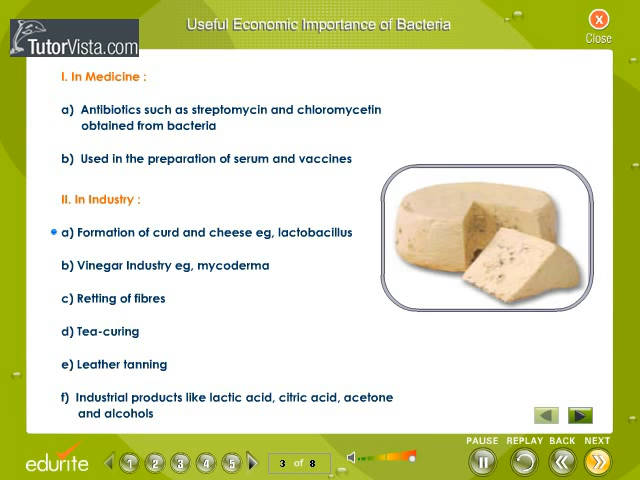 Useful Economic Importance of Bacteria
x
Close
TutorVista.com
I. In Medicine :
a) Antibiotics such as streptomycin and chloromycetin
obtained from bacteria
b) Used in the preparation of serum and vaccines
II. In Industry :
a) Formation of curd and cheese eg, lactobacillus
b) Vinegar Industry eg, mycoderma
c) Retting of fibres
d) Tea-curing
e) Leather tanning
f) Industrial products like lactic acid, citric acid, acetone
and alcohols
PAUSE REPLAY BACK NEXT
edurite
1 2 3 4 5
3 of 8